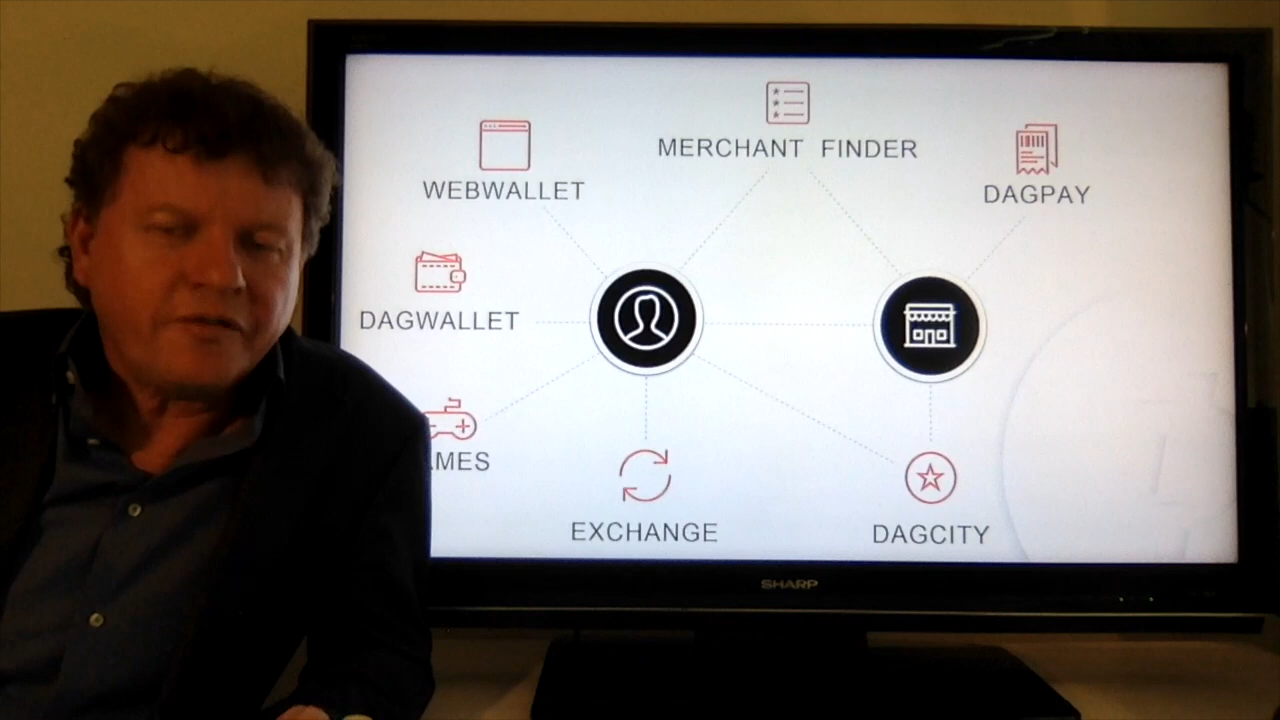 MERCHANT FINDER
WEBWALLET
DAGPAY
DAGWALLET
AMES
EXCHANGE
DAGCITY
SHARP